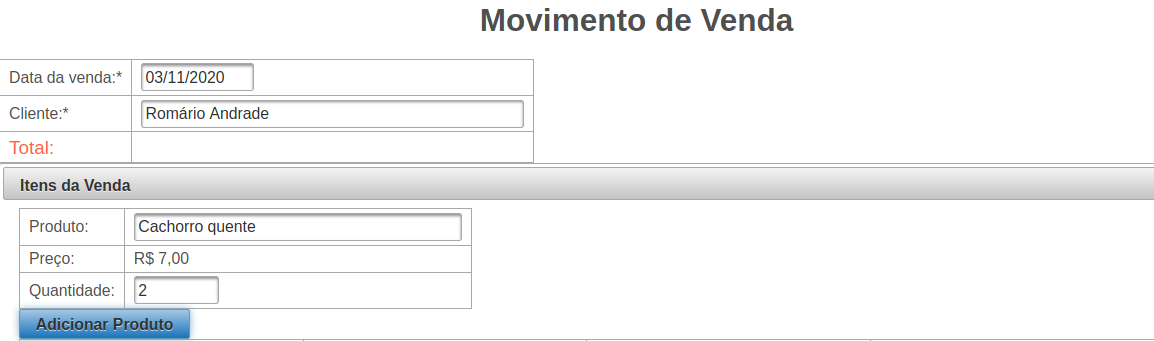 Movimento de Venda
Data da venda:* 03/11/2020
Cliente:* Romário Andrade
Total:
Itens da Venda
Produto: Cachorro quente
Preço: R$ 7,00
Quantidade: 2
Adicionar Produto